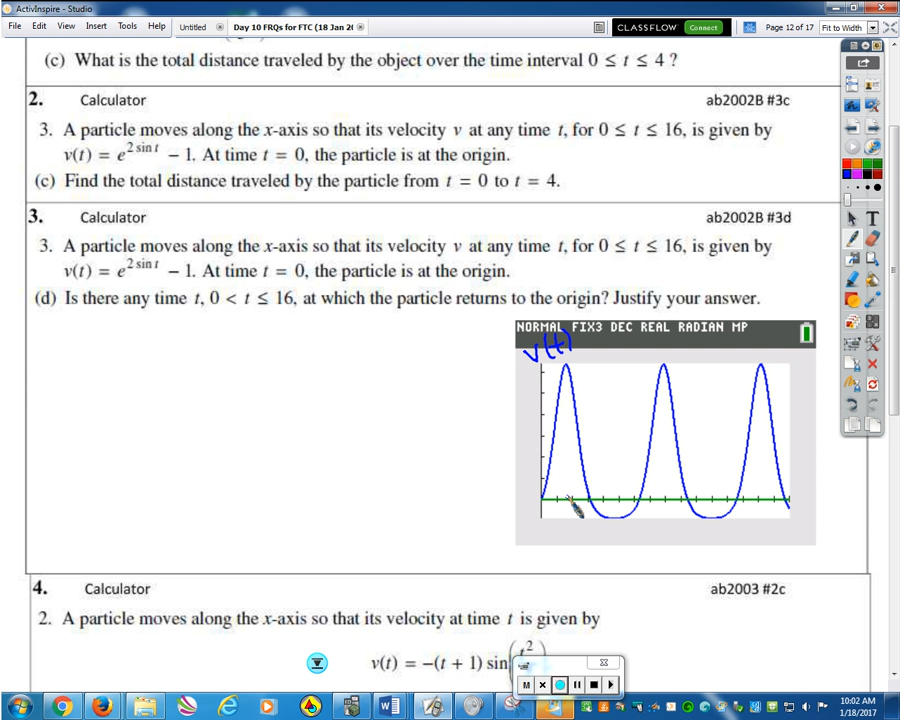 ActivInspire - Studio
File Edit View Insert Tools Help
Untitled
Day 10 FRQs for FTC (18 Jan 20
CLASSFLOW Connect
Page 12 of 17
Fit to Width
(c) What is the total distance traveled by the object over the time interval 0 ≤ t ≤ 4 ?
2. Calculator ab2002B #3c
3. A particle moves along the x-axis so that its velocity v at any time t, for 0 ≤ t ≤ 16, is given by
v(t) = e^{2 sin t} − 1. At time t = 0, the particle is at the origin.
(c) Find the total distance traveled by the particle from t = 0 to t = 4.
3. Calculator ab2002B #3d
3. A particle moves along the x-axis so that its velocity v at any time t, for 0 ≤ t ≤ 16, is given by
v(t) = e^{2 sin t} − 1. At time t = 0, the particle is at the origin.
(d) Is there any time t, 0 < t ≤ 16, at which the particle returns to the origin? Justify your answer.
NORMAL FIX3 DEC REAL RADIAN MP
v(t)
4. Calculator ab2003 #2c
2. A particle moves along the x-axis so that its velocity at time t is given by
v(t) = −(t + 1) sin(t²
M
T
10:02 AM
1/18/2017